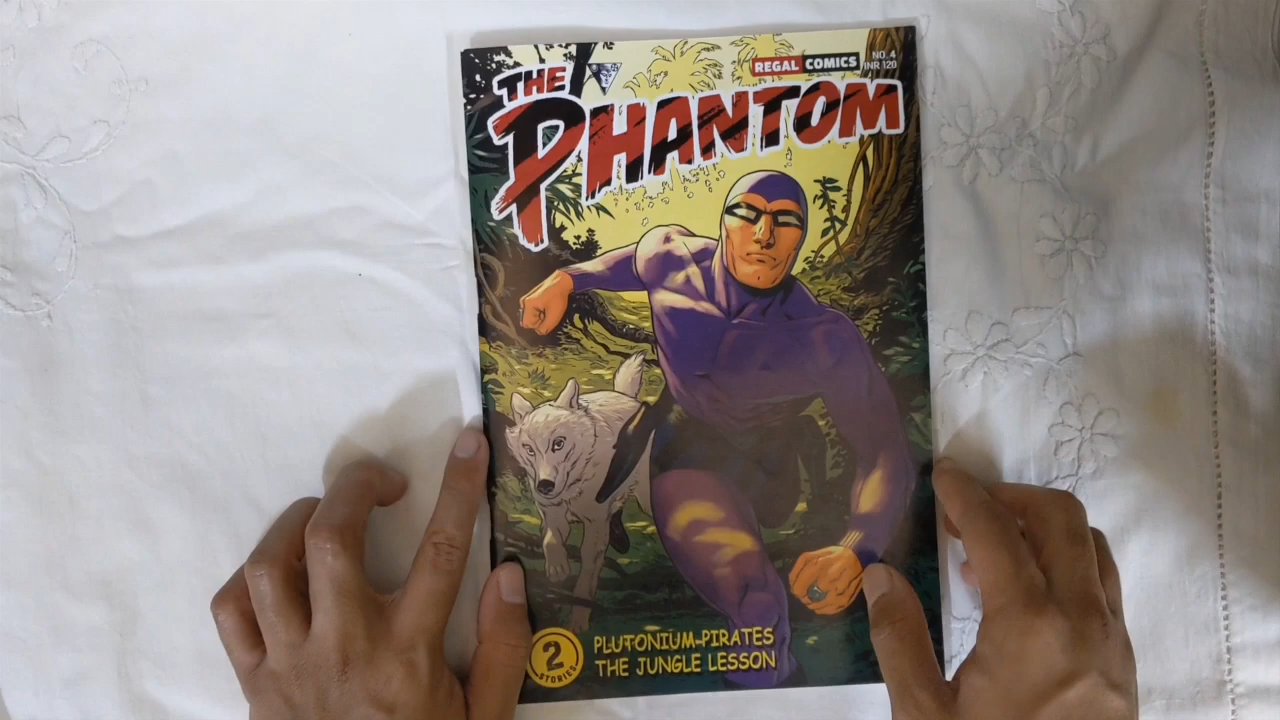 REGAL COMICS
NO. 4
INR 120
THE
PHANTOM
2
STORIES
PLUTONIUM PIRATES
THE JUNGLE LESSON